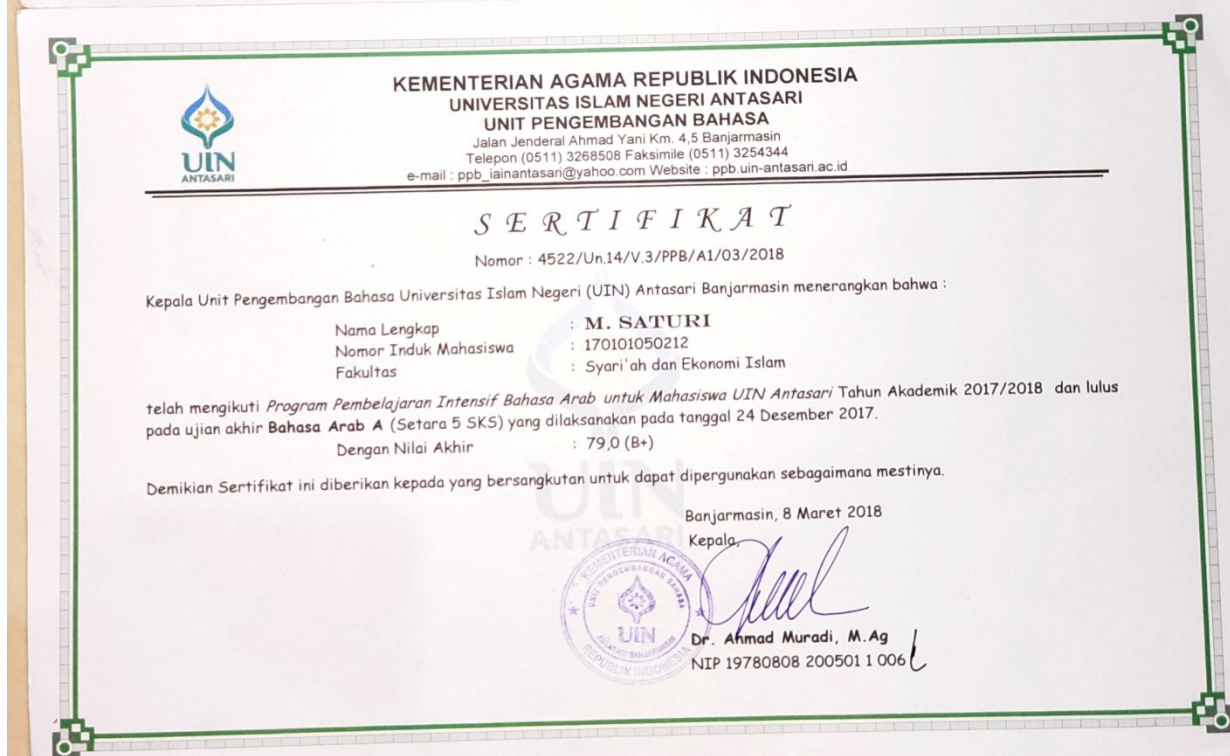 UIN
ANTASARI
KEMENTERIAN AGAMA REPUBLIK INDONESIA
UNIVERSITAS ISLAM NEGERI ANTASARI
UNIT PENGEMBANGAN BAHASA
Jalan Jenderal Ahmad Yani Km. 4,5 Banjarmasin
Telepon (0511) 3268508 Faksimile (0511) 3254344
e-mail : ppb_iainantasari@yahoo.com Website : ppb.uin-antasari.ac.id
SERTIFIKAT
Nomor : 4522/Un.14/V.3/PPB/A1/03/2018
Kepala Unit Pengembangan Bahasa Universitas Islam Negeri (UIN) Antasari Banjarmasin menerangkan bahwa :
Nama Lengkap : M. SATURI
Nomor Induk Mahasiswa : 170101050212
Fakultas : Syari'ah dan Ekonomi Islam
telah mengikuti Program Pembelajaran Intensif Bahasa Arab untuk Mahasiswa UIN Antasari Tahun Akademik 2017/2018 dan lulus
pada ujian akhir Bahasa Arab A (Setara 5 SKS) yang dilaksanakan pada tanggal 24 Desember 2017.
Dengan Nilai Akhir : 79,0 (B+)
Demikian Sertifikat ini diberikan kepada yang bersangkutan untuk dapat dipergunakan sebagaimana mestinya.
UIN
ANTASARI
Banjarmasin, 8 Maret 2018
Kepala,
KEMENTERIAN AGAMA
UNIT PENGEMBANGAN BAHASA
UIN
ANTASARI BANJARMASIN
REPUBLIK INDONESIA
Dr. Ahmad Muradi, M.Ag
NIP 19780808 200501 1 006